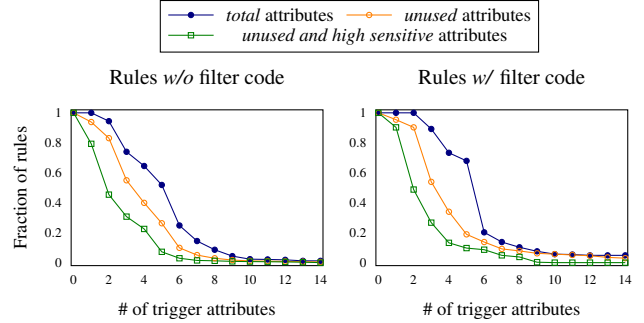 total attributes unused attributes
unused and high sensitive attributes
Rules w/o filter code Rules w/ filter code
Fraction of rules
1 1
0.8 0.8
0.6 0.6
0.4 0.4
0.2 0.2
0 0
0 2 4 6 8 10 12 14 0 2 4 6 8 10 12 14
# of trigger attributes # of trigger attributes